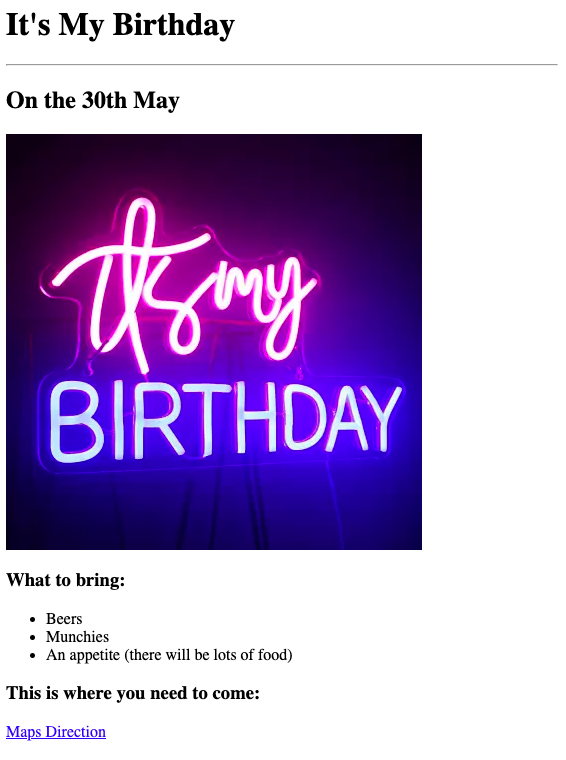 It's My Birthday
On the 30th May
it's my
BIRTHDAY
What to bring:
Beers
Munchies
An appetite (there will be lots of food)
This is where you need to come:
Maps Direction